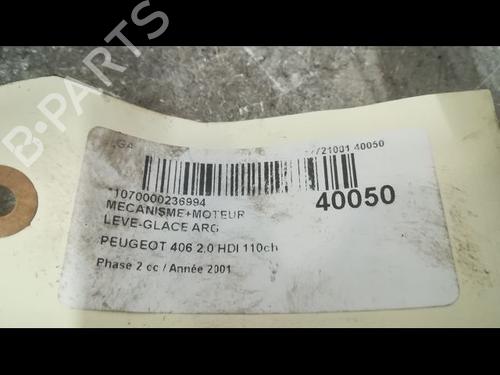 B-PARTS
721001 40050
*1070000236994
40050
MECANISME+MOTEUR
LEVE-GLACE ARG
PEUGEOT 406 2.0 HDI 110ch
Phase 2 cc / Année 2001